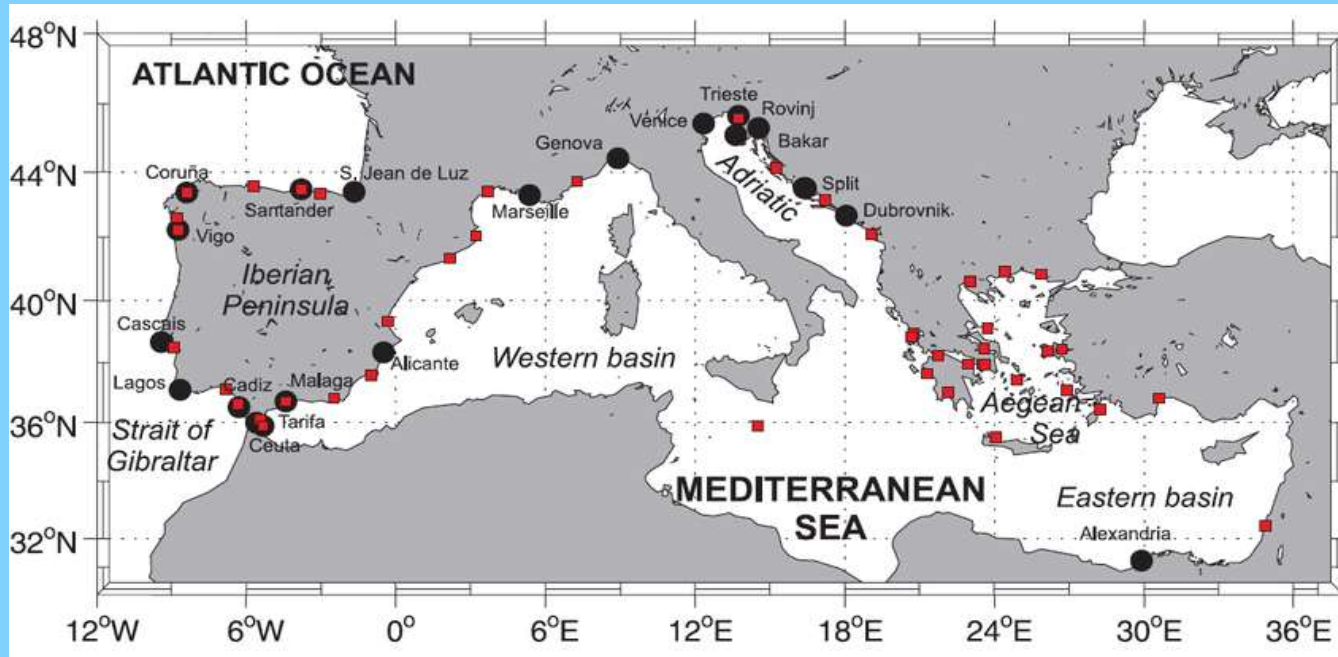 48°N
ATLANTIC OCEAN
Trieste
Rovinj
Venice
Bakar
Genova
44°N
Coruña
S. Jean de Luz
Adriatic
Split
Santander
Marseille
Dubrovnik
Vigo
Iberian
Peninsula
40°N
Cascais
Western basin
Alicante
Lagos
Cadiz
Malaga
Aegean
Sea
36°N
Strait of
Gibraltar
Tarifa
Ceuta
MEDITERRANEAN
SEA
Eastern basin
Alexandria
32°N
12°W
6°W
0°
6°E
12°E
18°E
24°E
30°E
36°E